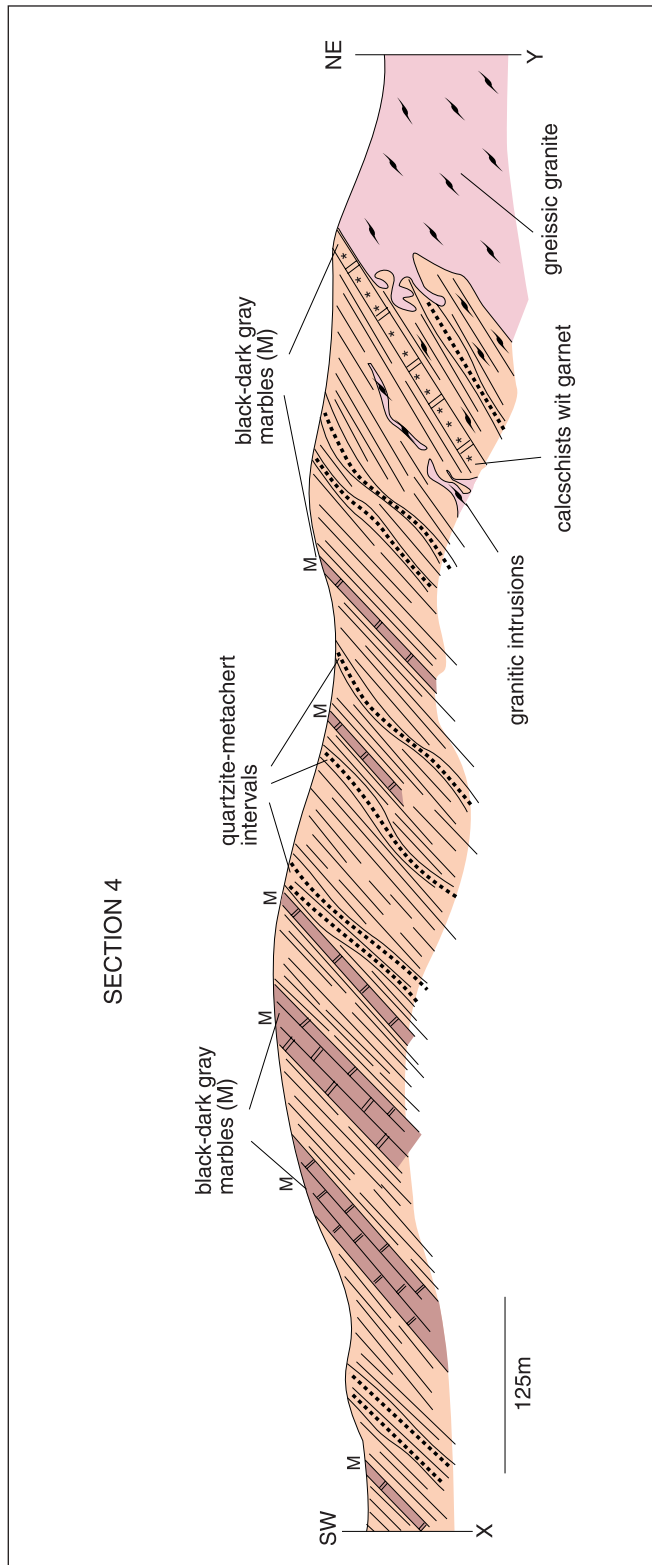 SECTION 4
SW
NE
black-dark gray
marbles (M)
quartzite-metachert
intervals
black-dark gray
marbles (M)
M
M
M
M
M
M
X
Y
125m
granitic intrusions
calcschists wit garnet
gneissic granite